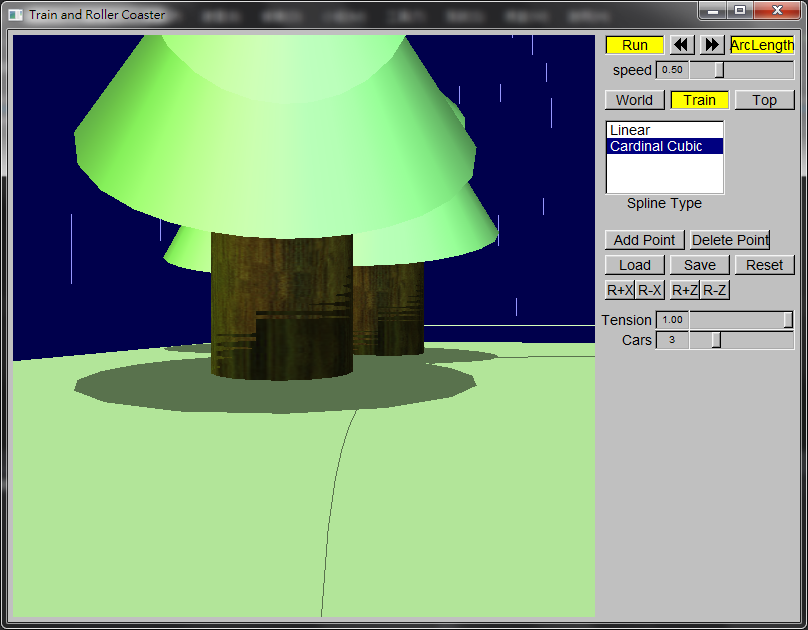 Train and Roller Coaster
Run ArcLength
speed 0.50
World Train Top
Linear
Cardinal Cubic
Spline Type
Add Point Delete Point
Load Save Reset
R+X R-X R+Z R-Z
Tension 1.00
Cars 3